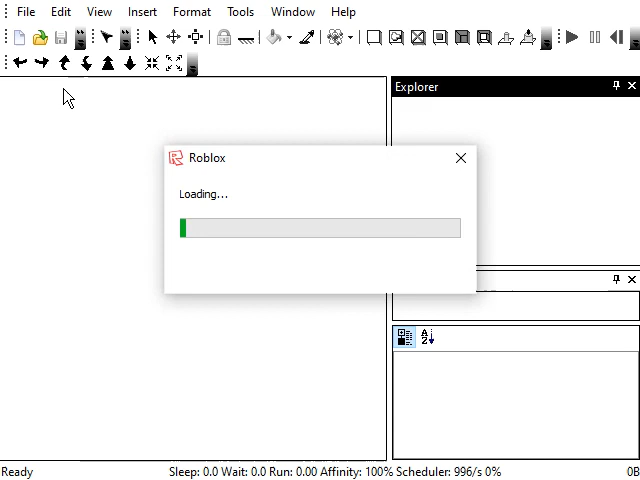 File Edit View Insert Format Tools Window Help
Explorer
Roblox
Loading...
Ready Sleep: 0.0 Wait: 0.0 Run: 0.00 Affinity: 100% Scheduler: 996/s 0% 0B